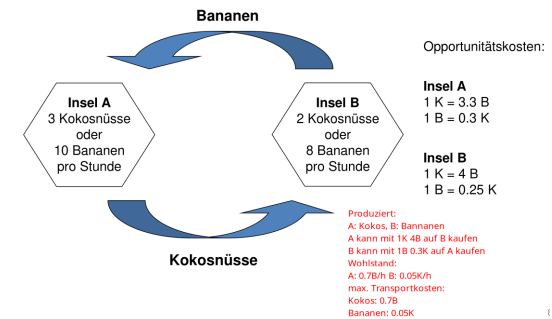 Bananen
Opportunitätskosten:
Insel A
3 Kokosnüsse
oder
10 Bananen
pro Stunde
Insel B
2 Kokosnüsse
oder
8 Bananen
pro Stunde
Insel A
1 K = 3.3 B
1 B = 0.3 K
Insel B
1 K = 4 B
1 B = 0.25 K
Kokosnüsse
Produziert:
A: Kokos, B: Bannanen
A kann mit 1K 4B auf B kaufen
B kann mit 1B 0.3K auf A kaufen
Wohlstand:
A: 0.7B/h B: 0.05K/h
max. Transportkosten:
Kokos: 0.7B
Bananen: 0.05K